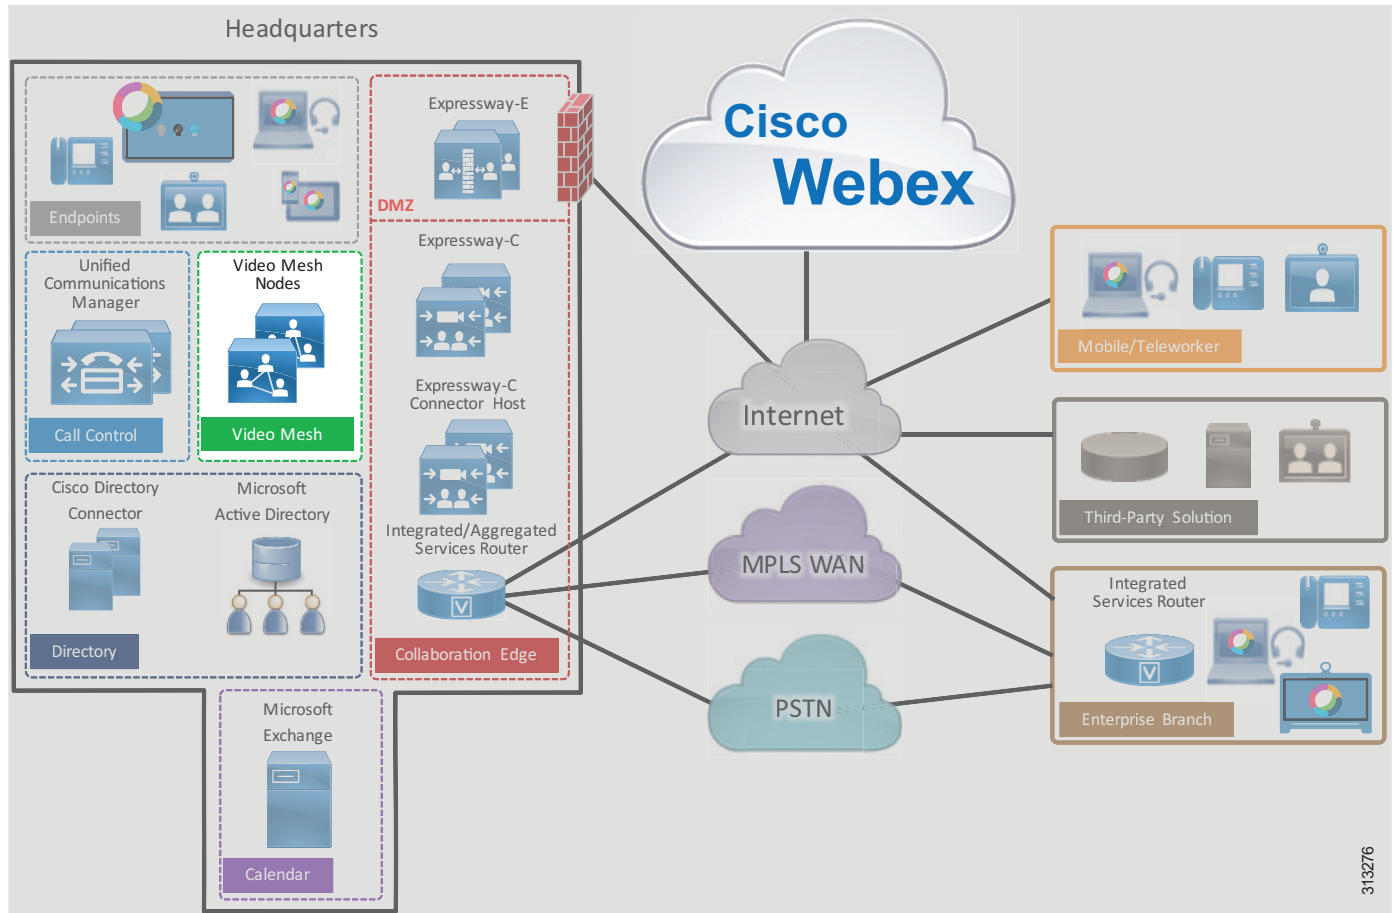 Headquarters
Endpoints
Unified
Communications
Manager
Call Control
Video Mesh
Nodes
Video Mesh
Cisco Directory
Connector
Microsoft
Active Directory
Directory
Expressway-E
DMZ
Expressway-C
Expressway-C
Connector Host
Integrated/Aggregated
Services Router
V
Collaboration Edge
Microsoft
Exchange
Calendar
Cisco
Webex
Internet
MPLS WAN
PSTN
Mobile/Teleworker
Third-Party Solution
Integrated
Services Router
V
Enterprise Branch
313276